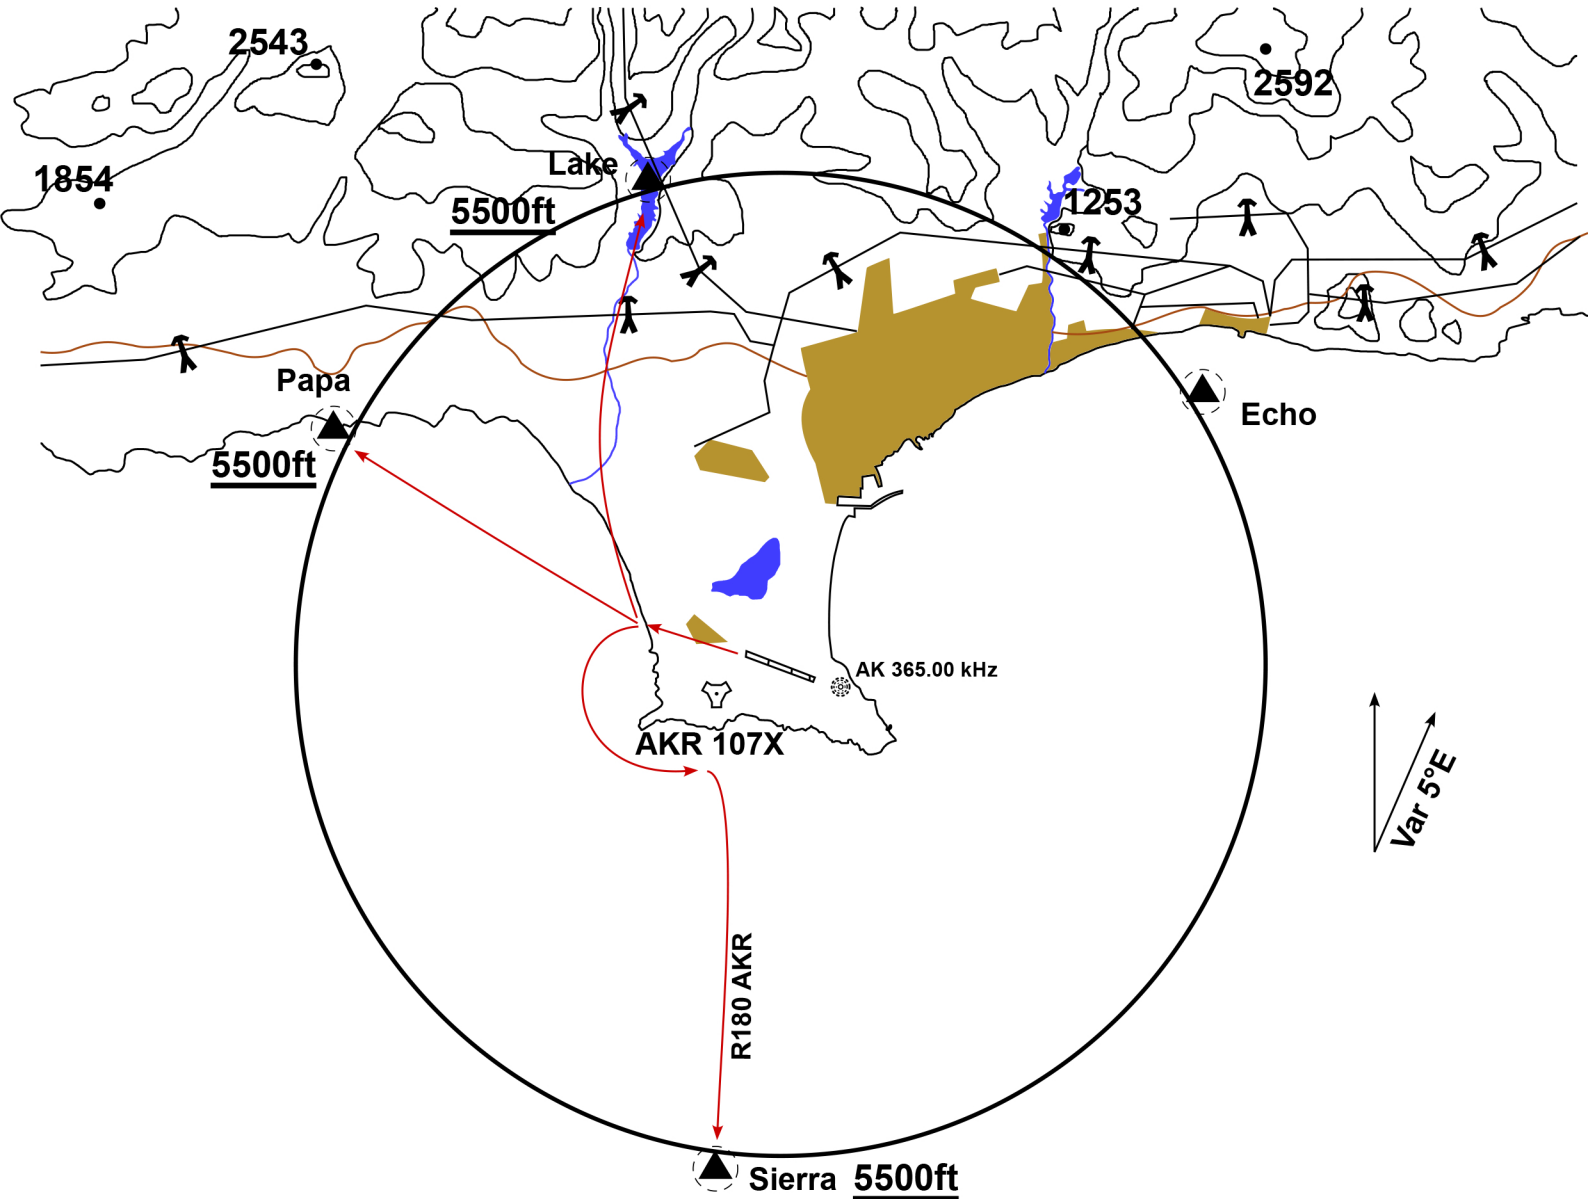 2543
2592
Lake
1854
1253
5500ft
Papa
Echo
5500ft
AK 365.00 kHz
AKR 107X
Var 5°E
R180 AKR
Sierra 5500ft